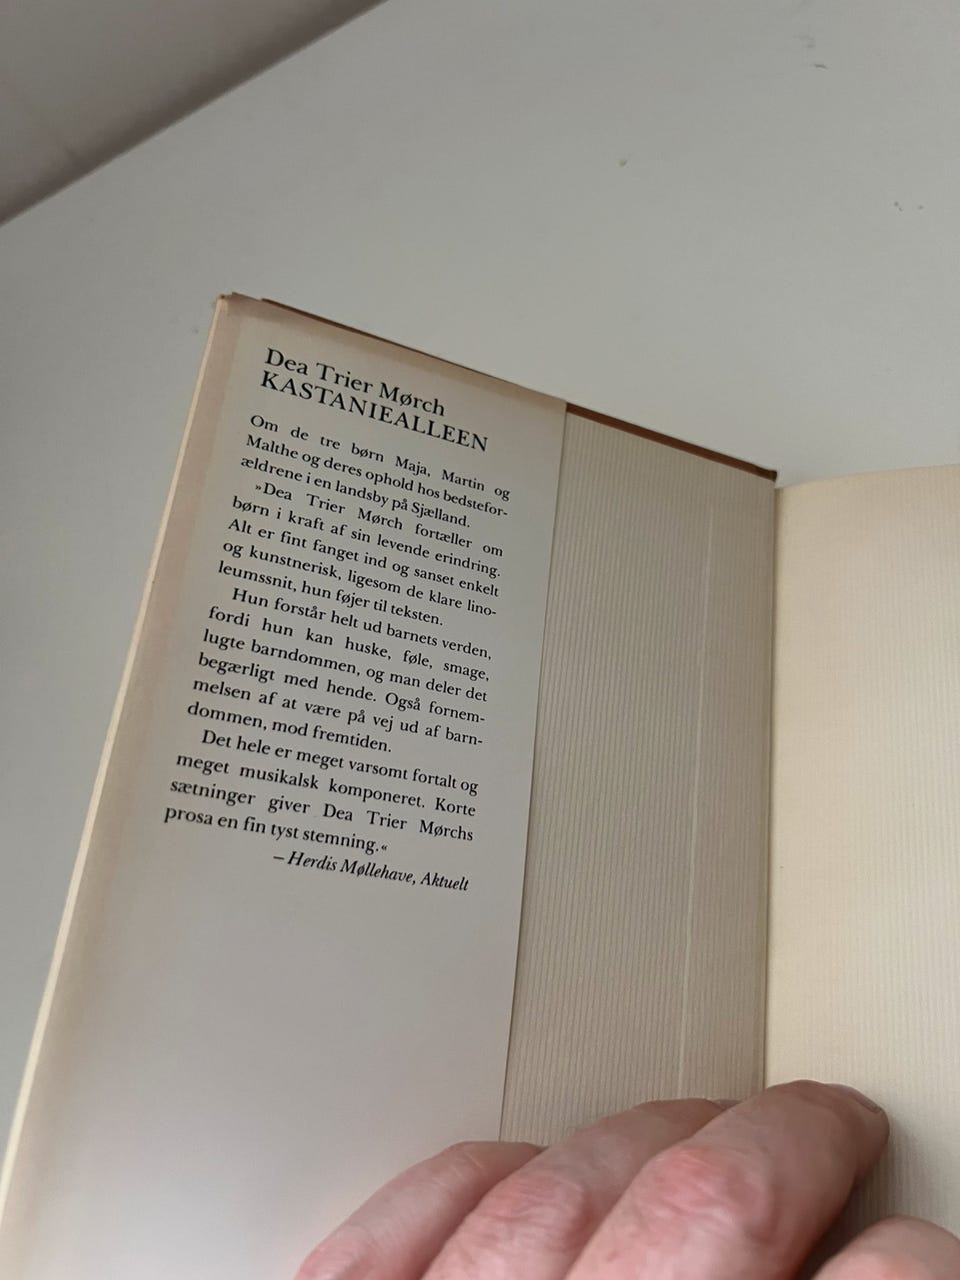 Dea Trier Mørch
KASTANIEALLEEN
Om de tre børn Maja, Martin og
Malthe og deres ophold hos bedstefor-
ældrene i en landsby på Sjælland.
»Dea Trier Mørch fortæller om
børn i kraft af sin levende erindring.
Alt er fint fanget ind og sanset enkelt
og kunstnerisk, ligesom de klare lino-
leumssnit, hun føjer til teksten.
Hun forstår helt ud barnets verden,
fordi hun kan huske, føle, smage,
lugte barndommen, og man deler det
begærligt med hende. Også fornem-
melsen af at være på vej ud af barn-
dommen, mod fremtiden.
Det hele er meget varsomt fortalt og
meget musikalsk komponeret. Korte
sætninger giver Dea Trier Mørchs
prosa en fin tyst stemning.«
– Herdis Møllehave, Aktuelt